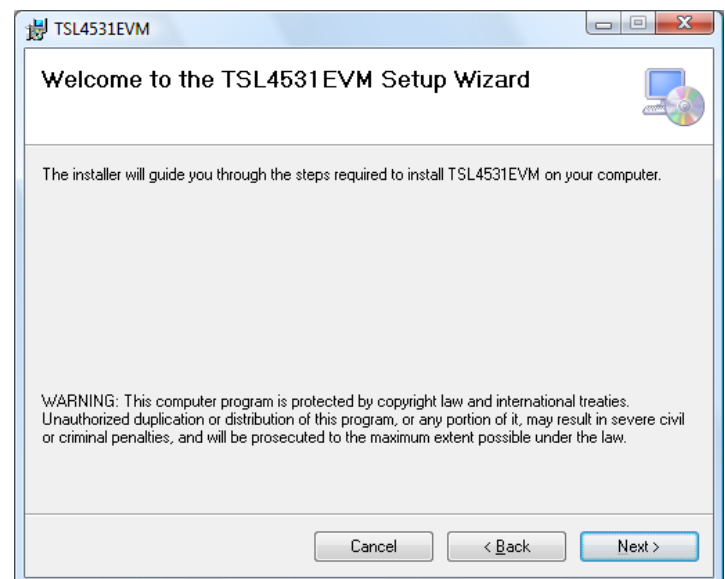 TSL4531EVM
Welcome to the TSL4531EVM Setup Wizard
The installer will guide you through the steps required to install TSL4531EVM on your computer.
WARNING: This computer program is protected by copyright law and international treaties.
Unauthorized duplication or distribution of this program, or any portion of it, may result in severe civil
or criminal penalties, and will be prosecuted to the maximum extent possible under the law.
Cancel
< Back
Next >